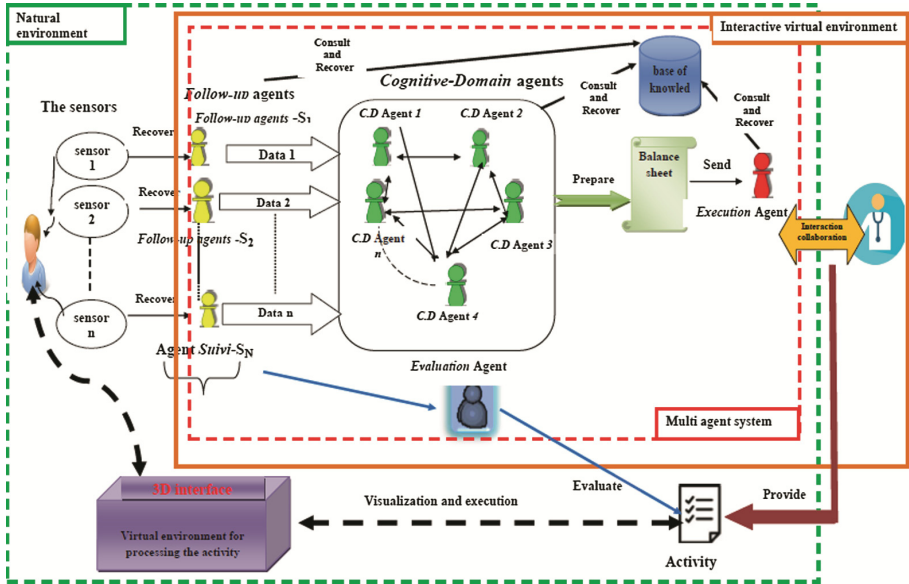 Natural
environment
Interactive virtual environment
Consult
and
Recover
base of
knowled
Cognitive-Domain agents
Follow-up agents
Consult
and
Recover
Consult
and
Recover
The sensors
Follow-up agents -S1
C.D Agent 1
C.D Agent 2
Recover
sensor
1
Data 1
Balance
sheet
Send
Prepare
Recover
sensor
2
Data 2
Execution Agent
Interaction
collaboration
Follow-up agents -S2
C.D Agent
n
C.D Agent 3
Recover
sensor
n
Data n
C.D Agent 4
Agent Suivi-SN
Evaluation Agent
Multi agent system
3D interface
Virtual environment for
processing the activity
Visualization and execution
Evaluate
Provide
Activity